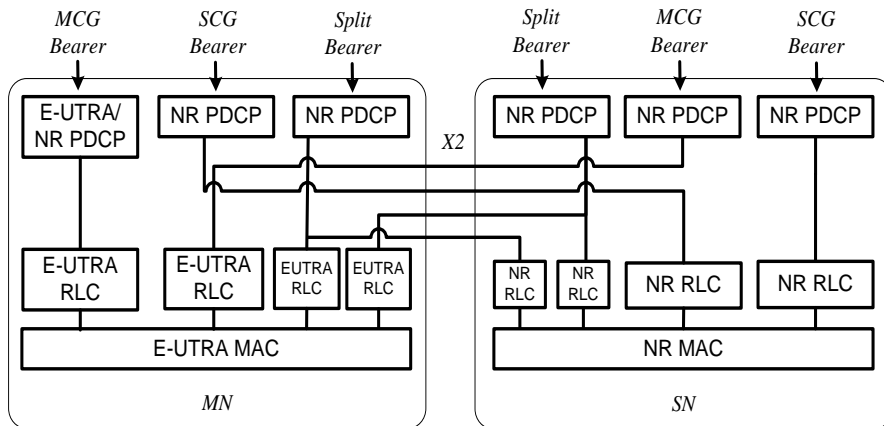 MCG
Bearer
SCG
Bearer
Split
Bearer
Split
Bearer
MCG
Bearer
SCG
Bearer
E-UTRA/
NR PDCP
NR PDCP
NR PDCP
X2
NR PDCP
NR PDCP
NR PDCP
E-UTRA
RLC
E-UTRA
RLC
EUTRA
RLC
EUTRA
RLC
NR
RLC
NR
RLC
NR RLC
NR RLC
E-UTRA MAC
NR MAC
MN
SN